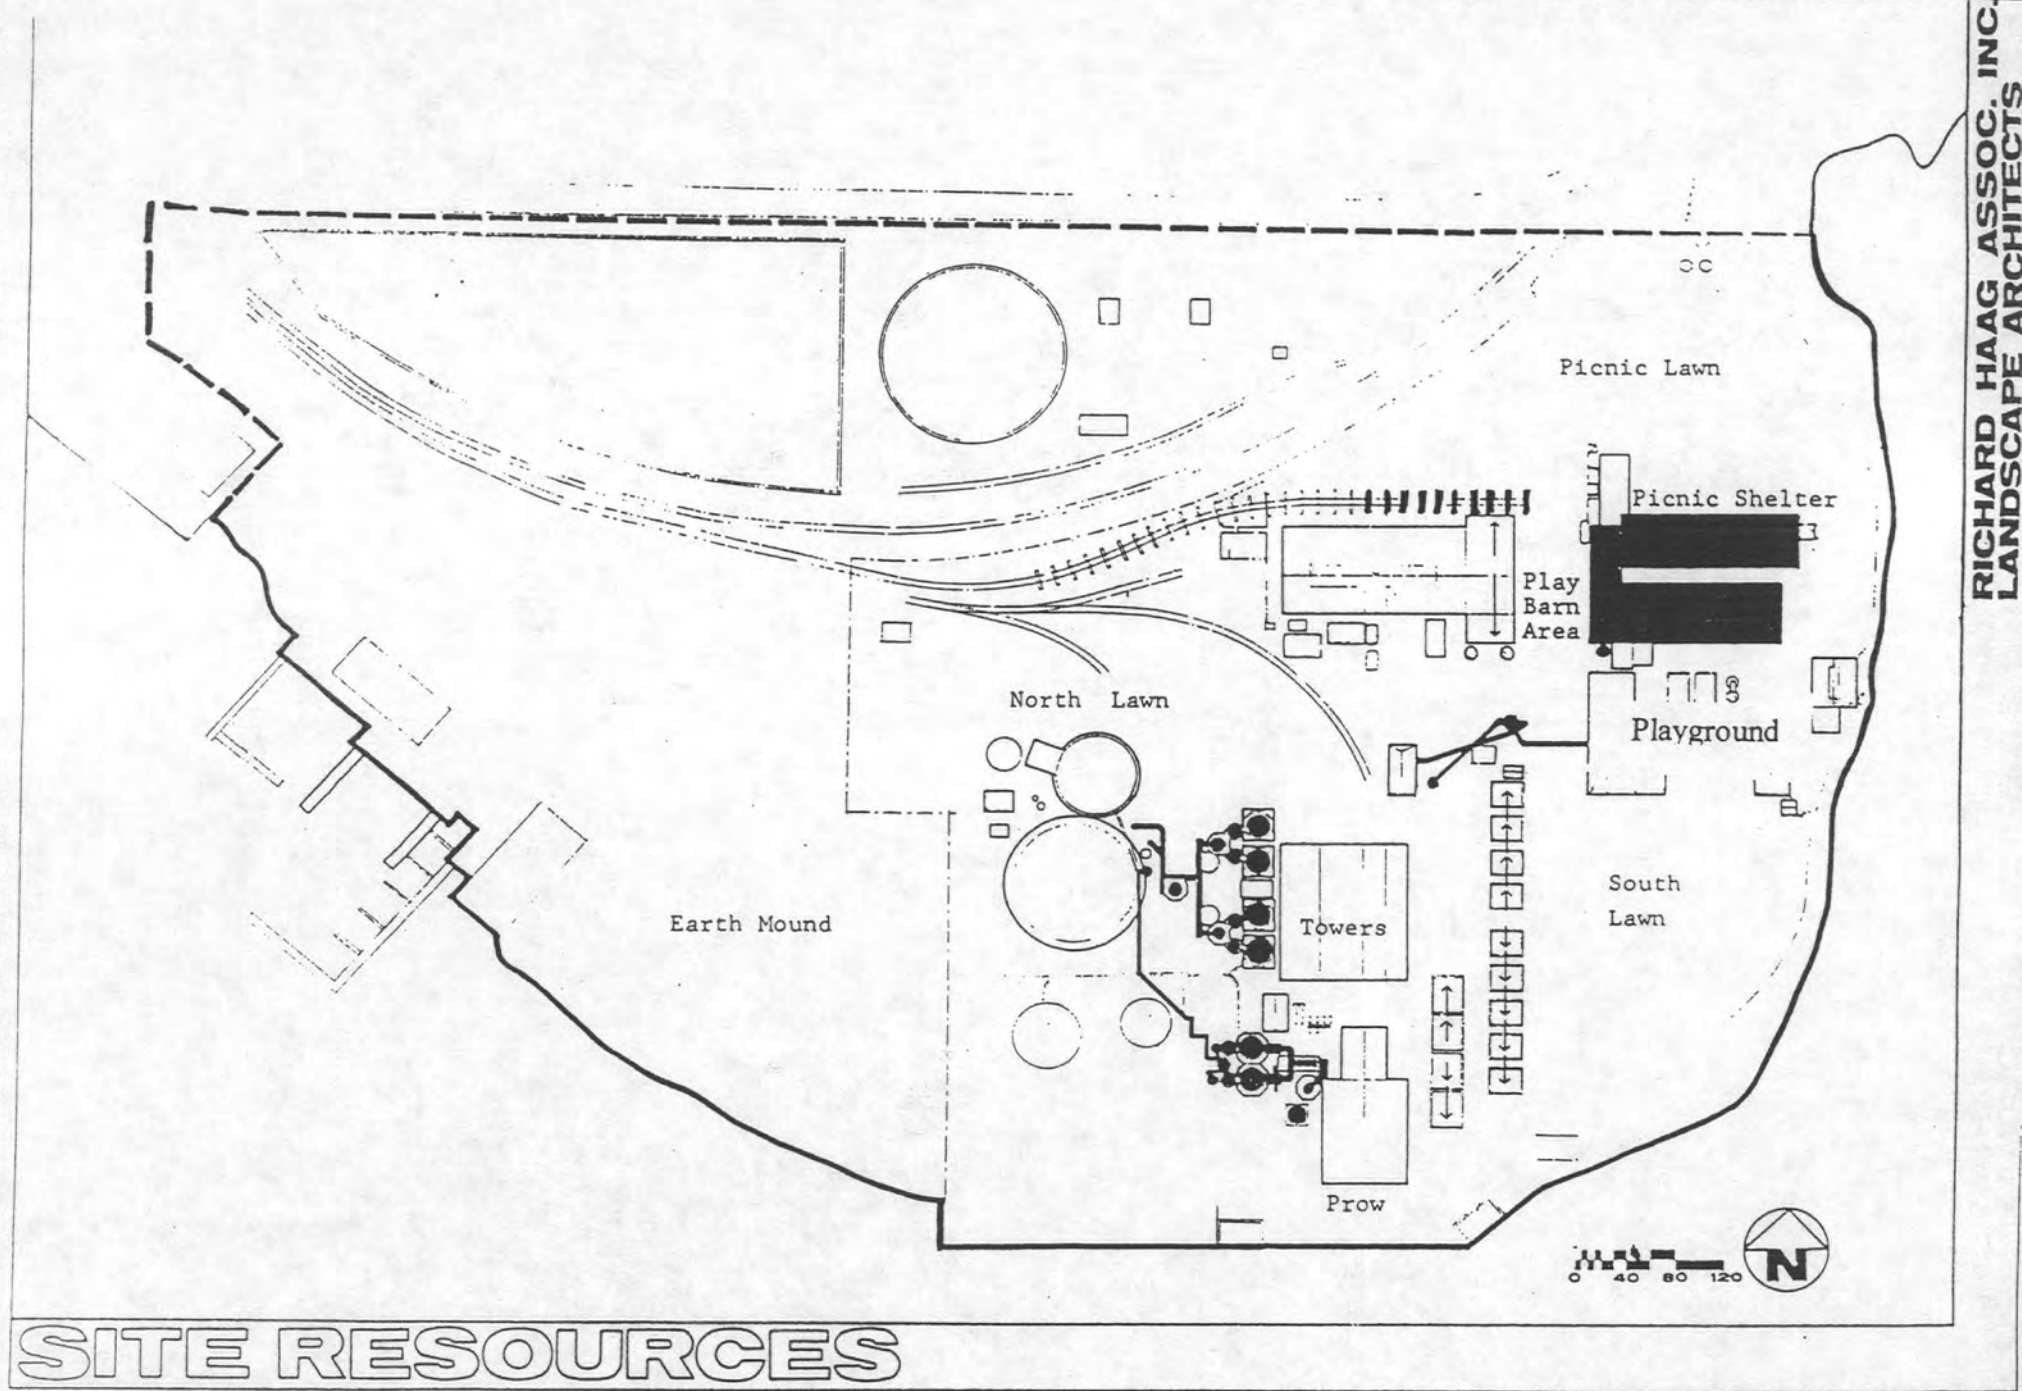 RICHARD HAAG ASSOC. INC.
LANDSCAPE ARCHITECTS
Picnic Lawn
Picnic Shelter
Play
Barn
Area
North Lawn
Playground
South
Lawn
Earth Mound
Towers
Prow
0 40 80 120
N
SITE RESOURCES